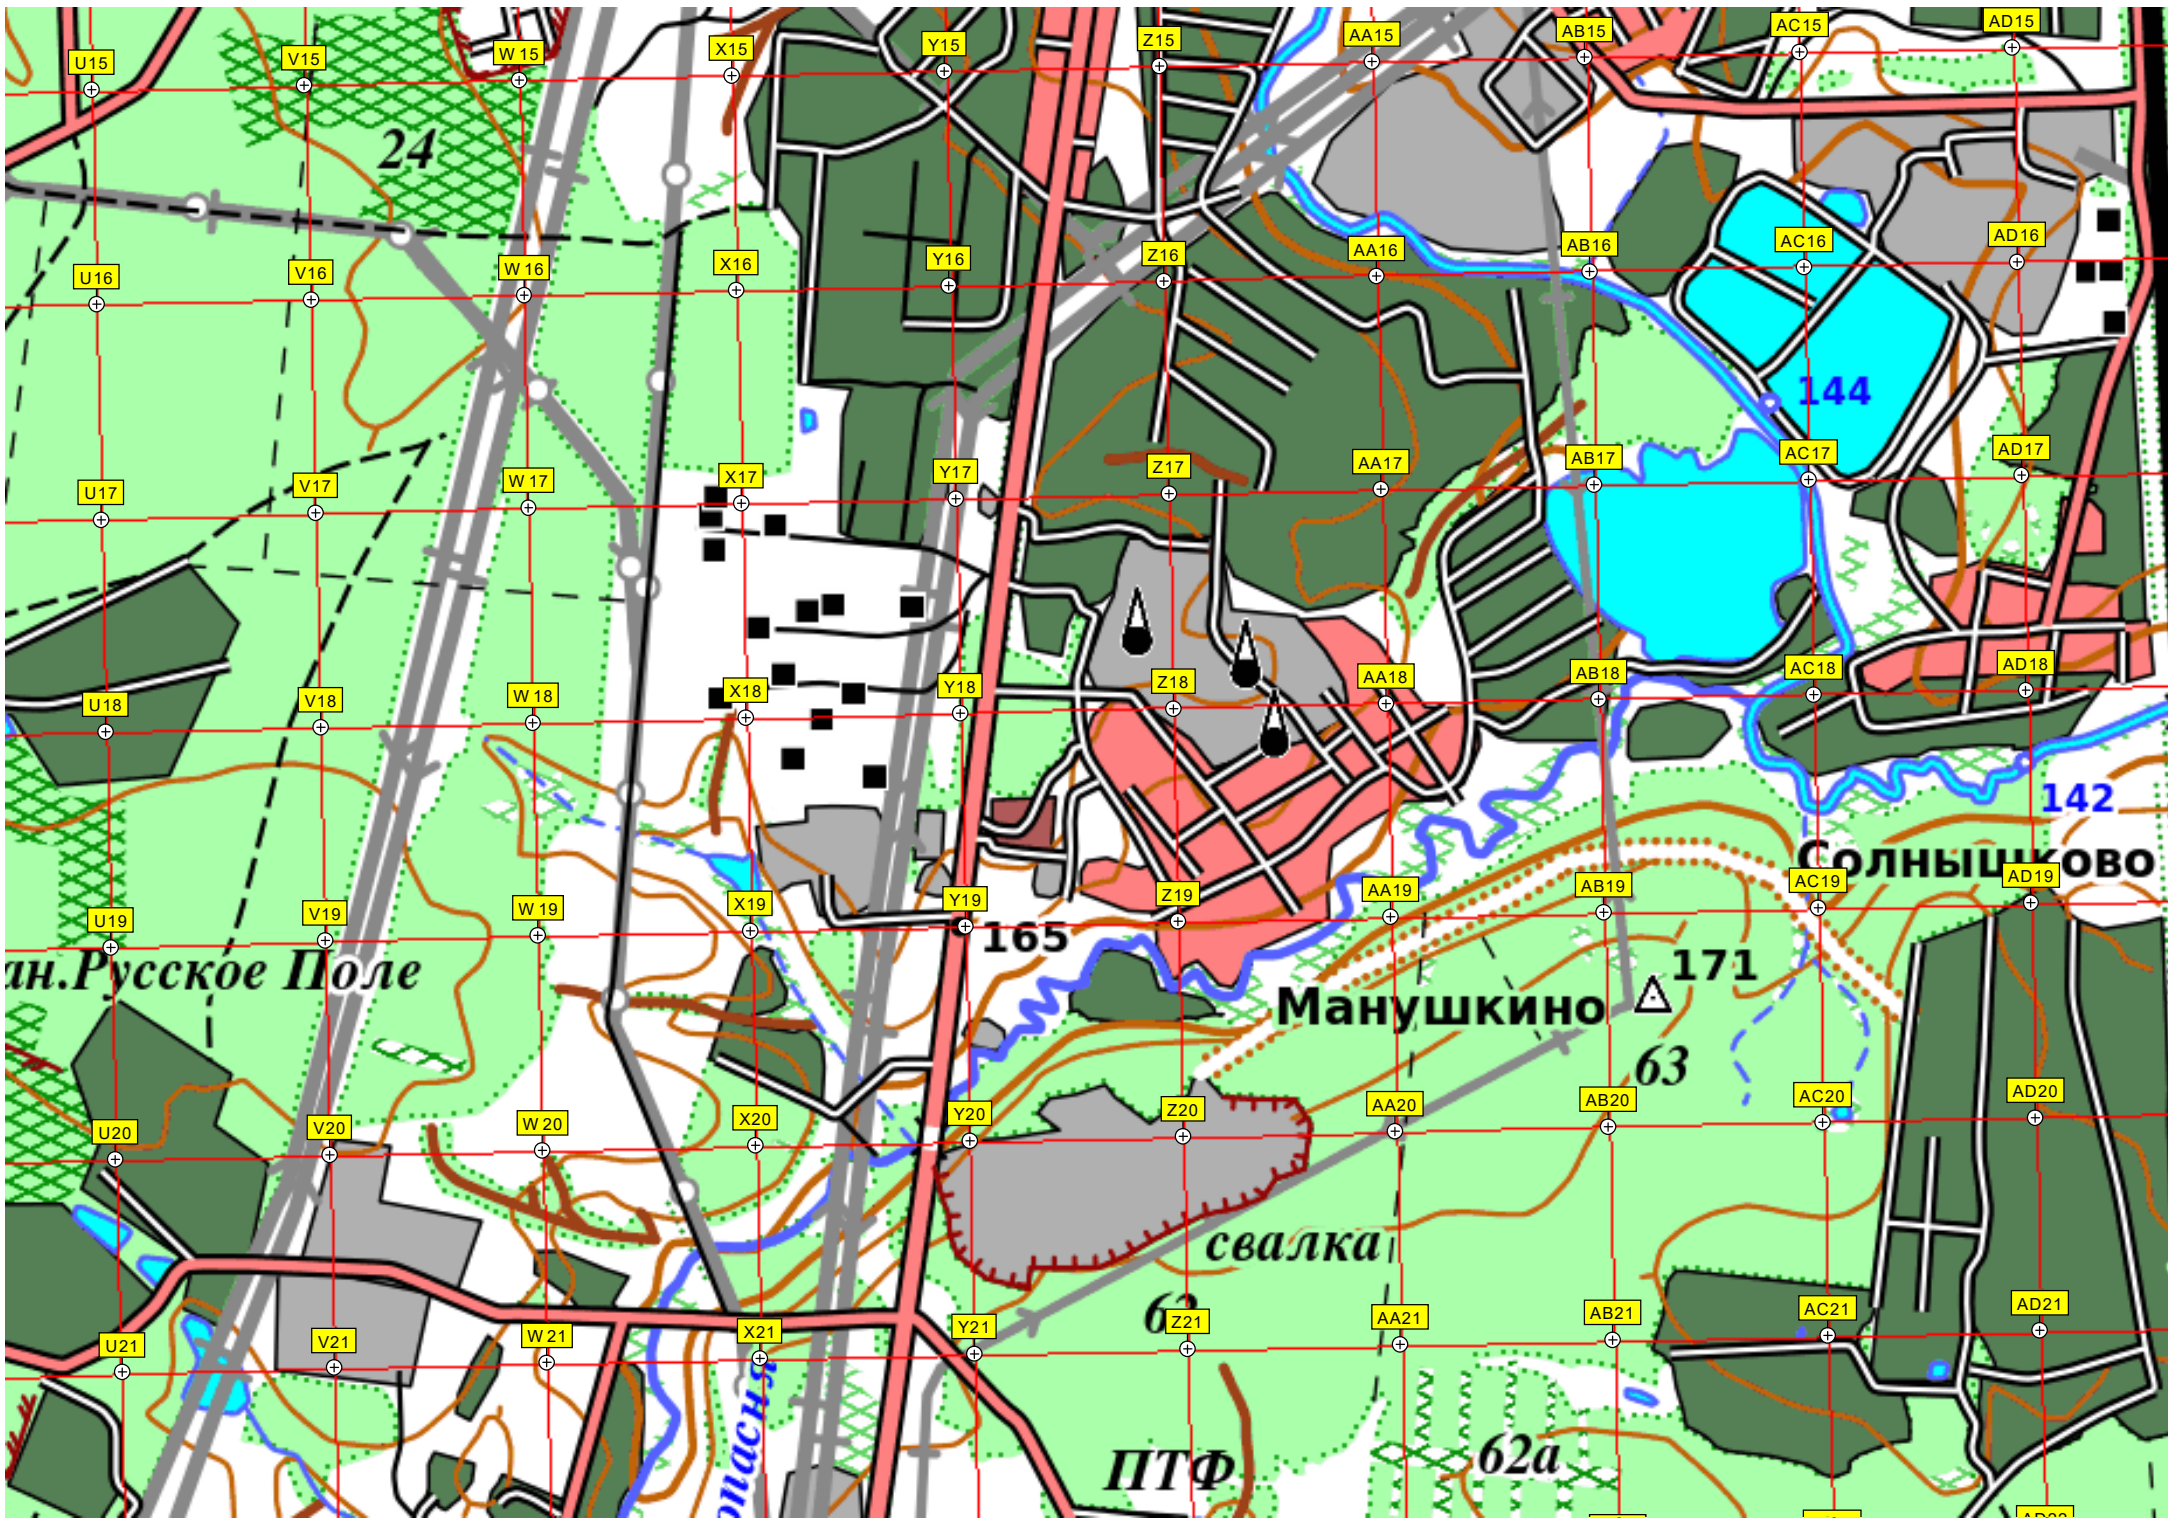 U15 V15 W15 X15 Y15 Z15 AA15 AB15 AC15 AD15
24
U16 V16 W16 X16 Y16 Z16 AA16 AB16 AC16 AD16
144
U17 V17 W17 X17 Y17 Z17 AA17 AB17 AC17 AD17
U18 V18 W18 X18 Y18 Z18 AA18 AB18 AC18 AD18
142
Солнышково
U19 V19 W19 X19 Y19 Z19 AA19 AB19 AC19 AD19
165
171
ан.Русское Поле
Манушкино
63
U20 V20 W20 X20 Y20 Z20 AA20 AB20 AC20 AD20
свалка
U21 V21 W21 X21 Y21 Z21 AA21 AB21 AC21 AD21
опасня
ПТФ
62а